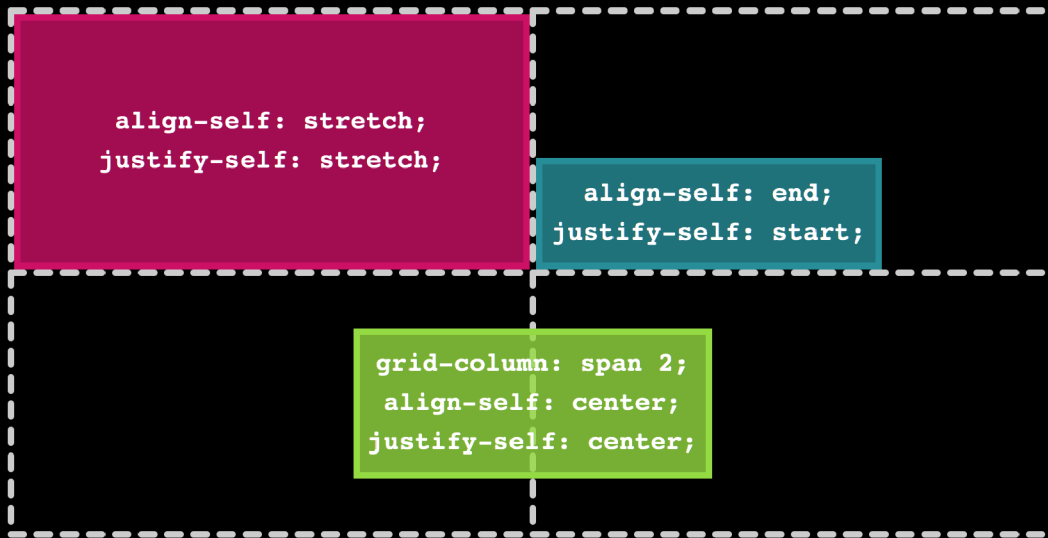 align-self: stretch;
justify-self: stretch;
align-self: end;
justify-self: start;
grid-column: span 2;
align-self: center;
justify-self: center;